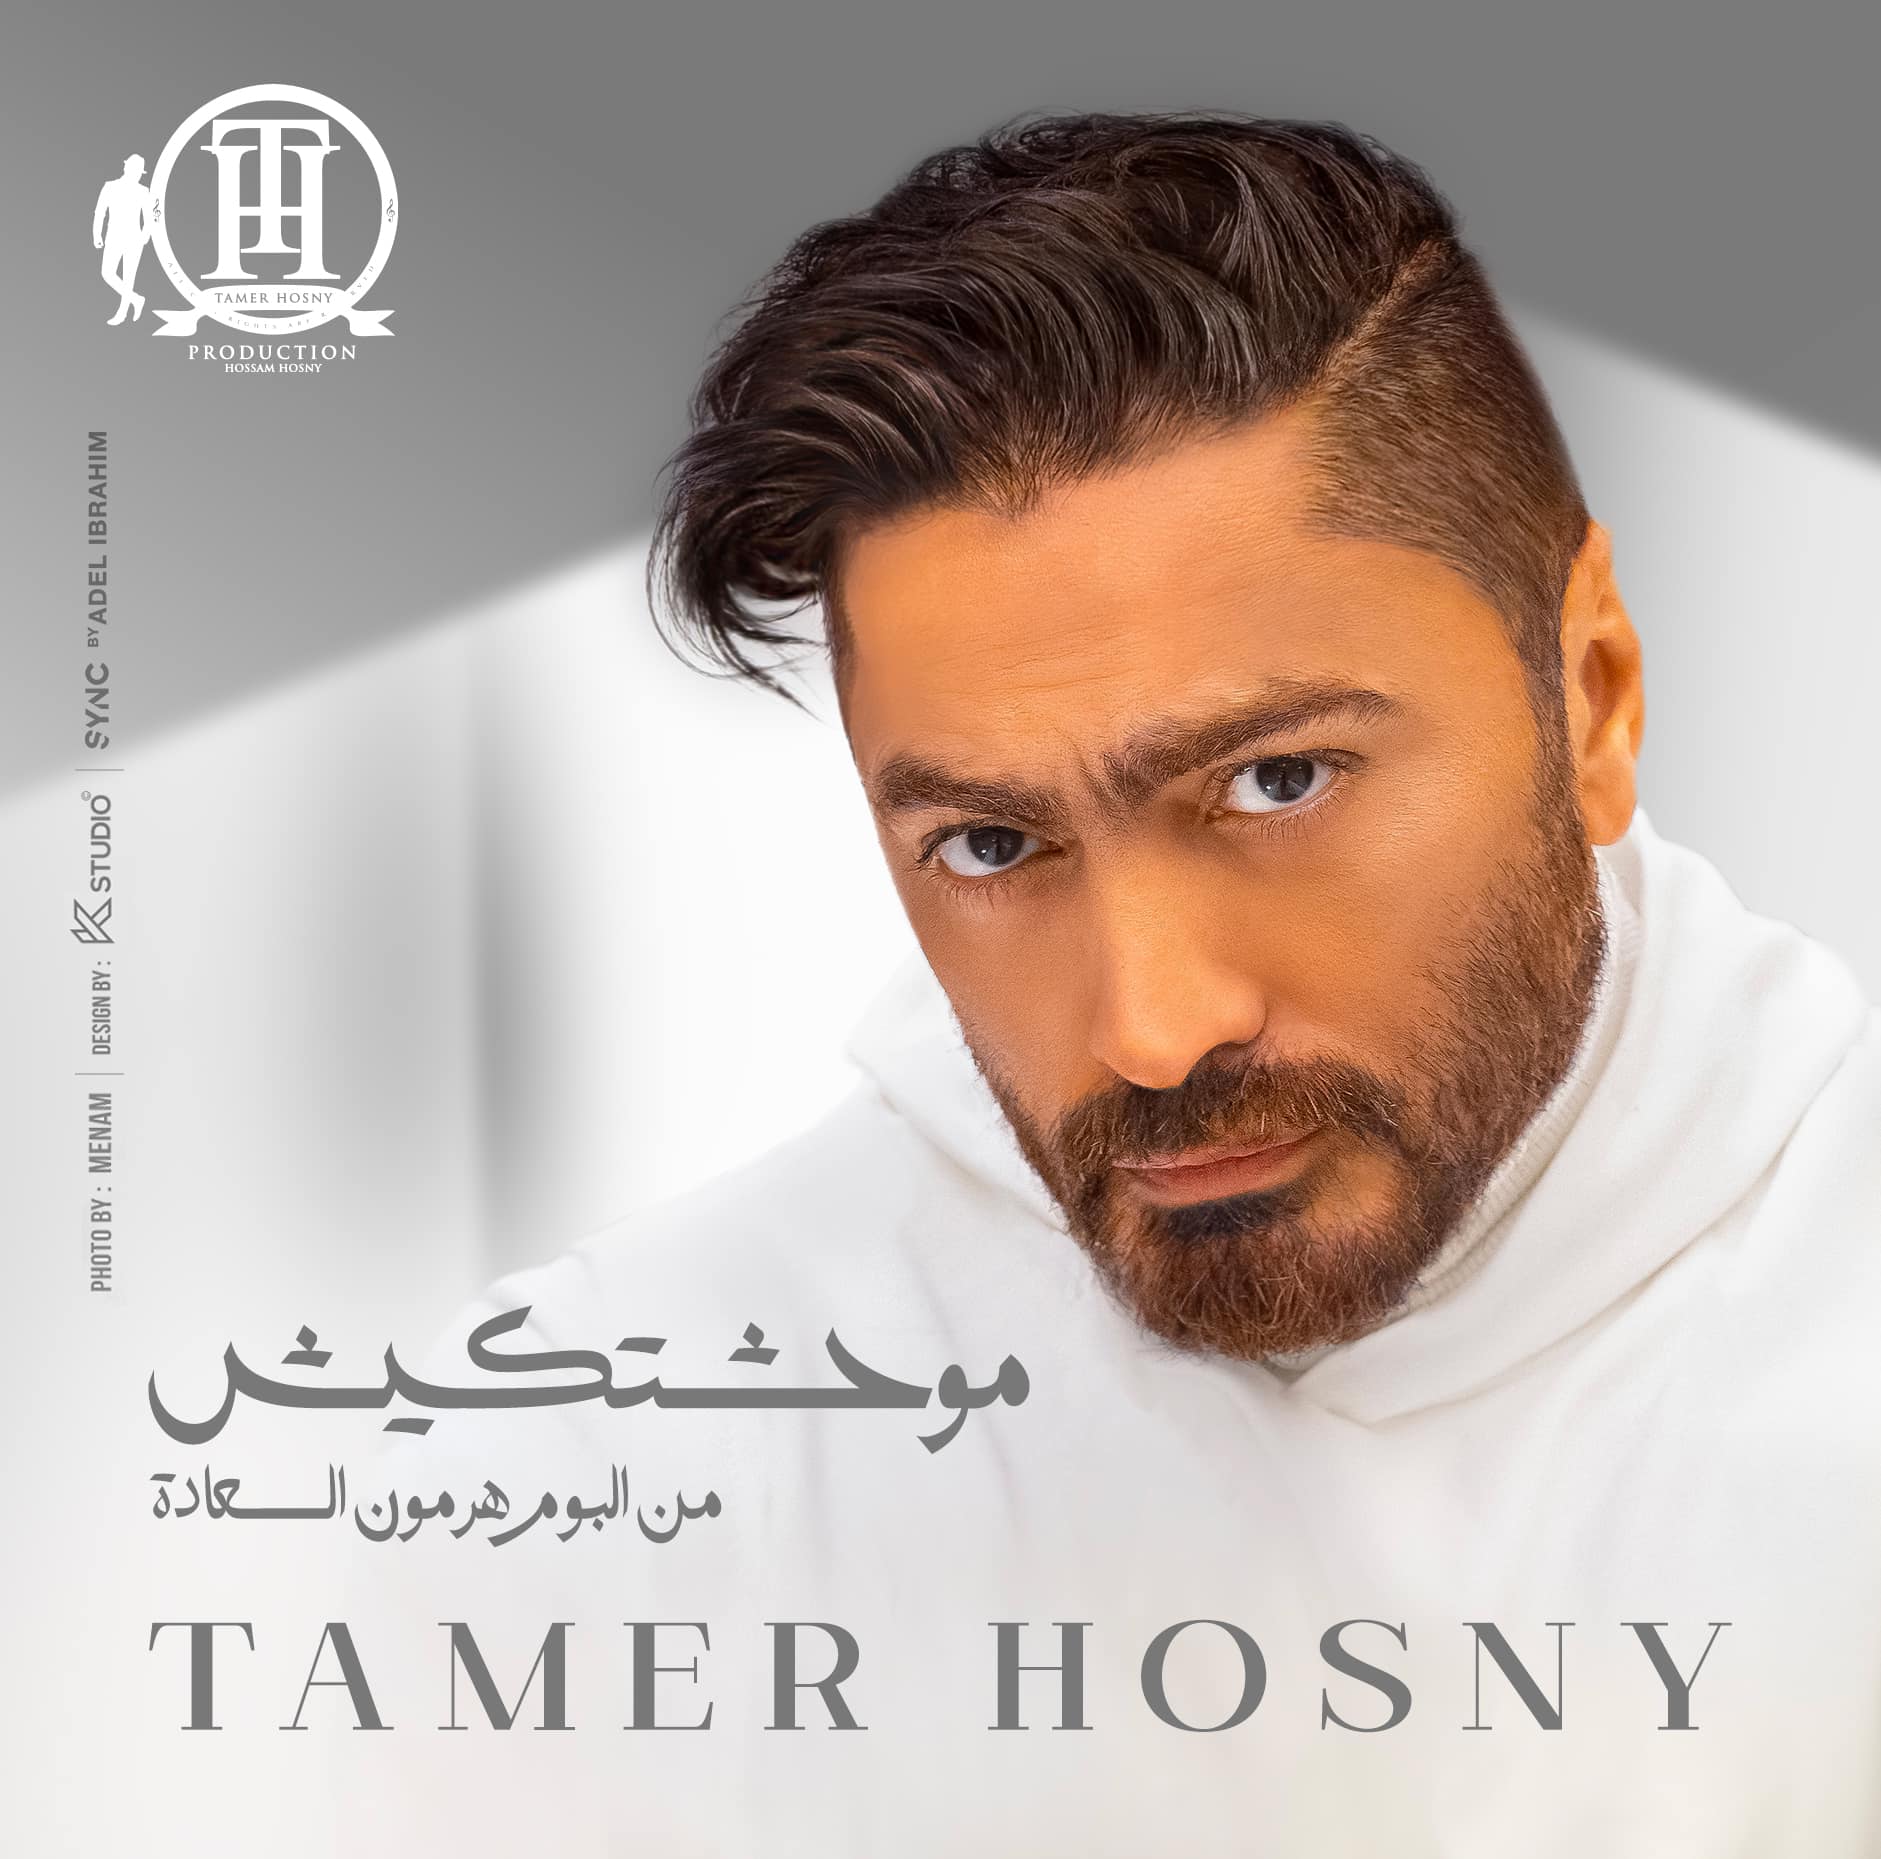 TH
TAMER HOSNY
PRODUCTION
HOSSAM HOSNY
SYNC BY ADEL IBRAHIM
DESIGN BY : K STUDIO
PHOTO BY : MENAM
موحشتكيش
من البوم هرمون السعادة
TAMER HOSNY